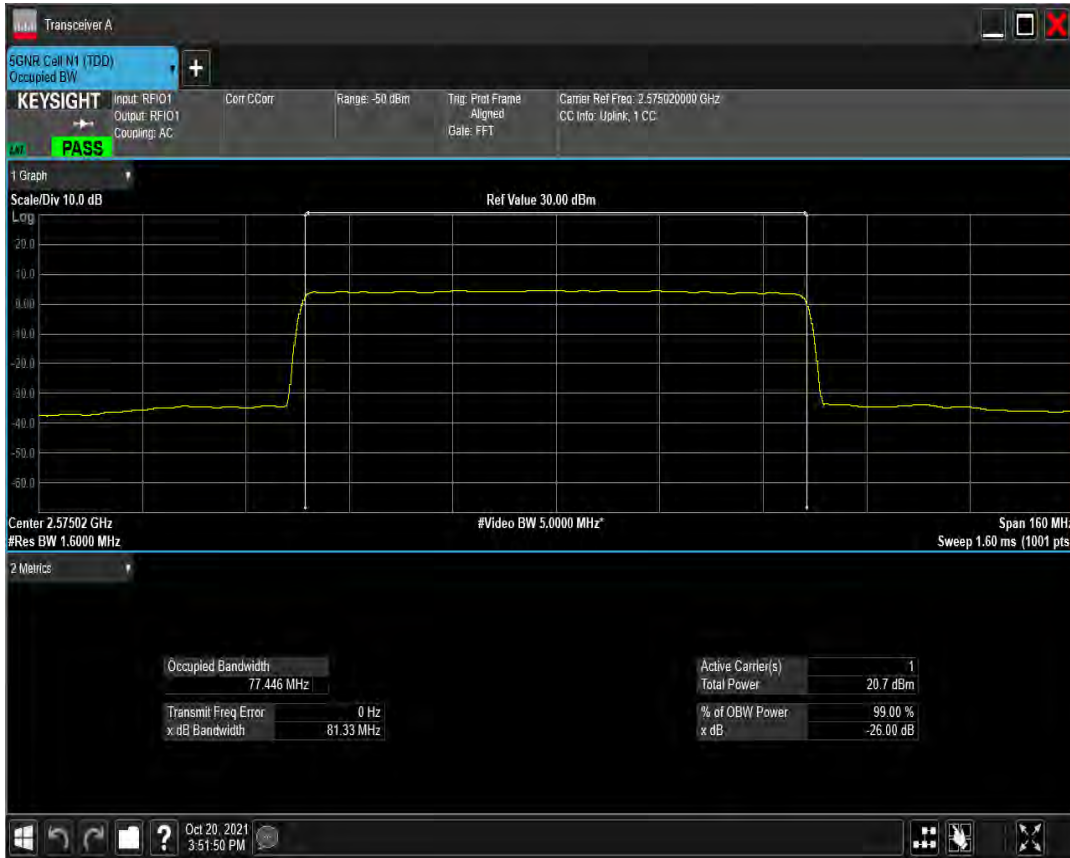 Transceiver A
5GNR Cell N1 (TDD)
Occupied BW
+
KEYSIGHT
Input: RFIO1
Output: RFIO1
Coupling: AC
Corr CCorr
Range: -50 dBm
Trig: Prot Frame
Aligned
Gate: FFT
Carrier Ref Freq: 2.575020000 GHz
CC Info: Uplink, 1 CC
PASS
1 Graph
Scale/Div 10.0 dB
Ref Value 30.00 dBm
Log
20.0
10.0
0.00
-10.0
-20.0
-30.0
-40.0
-50.0
-60.0
Center 2.57502 GHz
#Video BW 5.0000 MHz*
Span 160 MHz
#Res BW 1.6000 MHz
Sweep 1.60 ms (1001 pts
2 Metrics
Occupied Bandwidth
77.446 MHz
Active Carrier(s) 1
Total Power 20.7 dBm
Transmit Freq Error 0 Hz
% of OBW Power 99.00 %
x dB Bandwidth 81.33 MHz
x dB -26.00 dB
?
Oct 20, 2021
3:51:50 PM